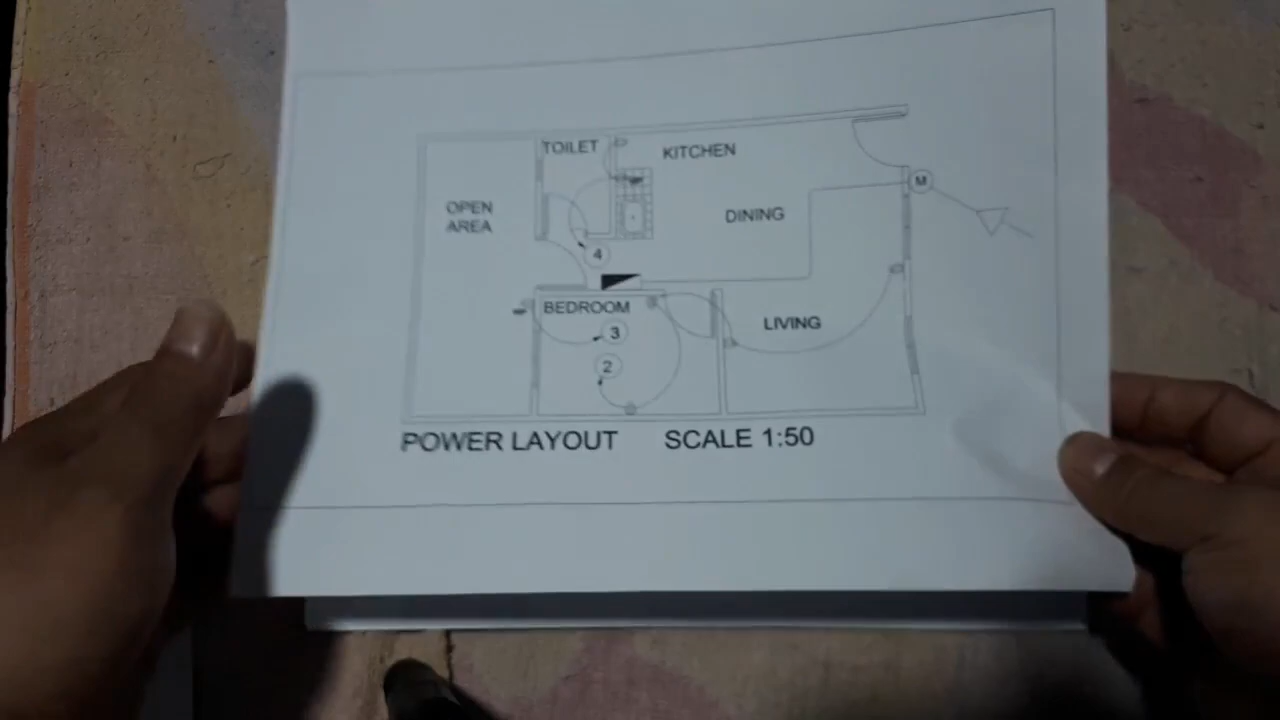 TOILET
KITCHEN
M
OPEN
AREA
DINING
4
BEDROOM
3
LIVING
2
POWER LAYOUT SCALE 1:50